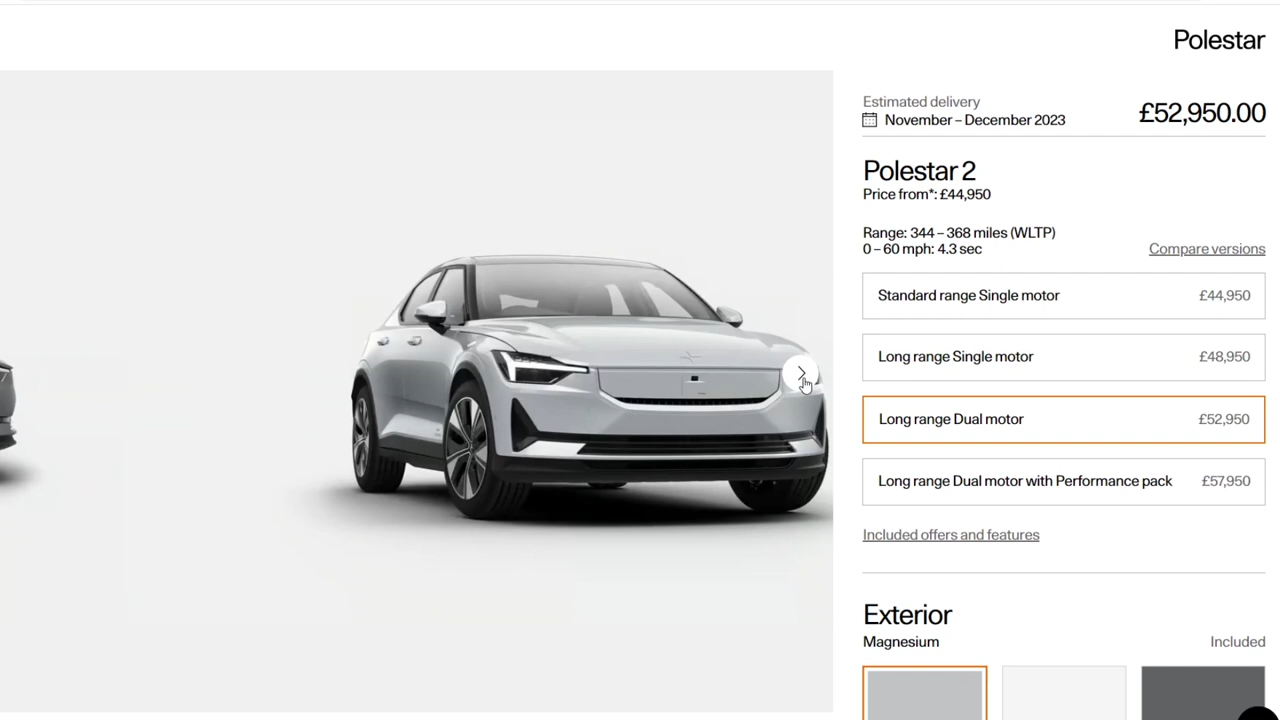 Polestar
Estimated delivery
November – December 2023
£52,950.00
Polestar 2
Price from*: £44,950
Range: 344 – 368 miles (WLTP)
0 – 60 mph: 4.3 sec
Compare versions
Standard range Single motor £44,950
Long range Single motor £48,950
Long range Dual motor £52,950
Long range Dual motor with Performance pack £57,950
Included offers and features
Exterior
Magnesium Included